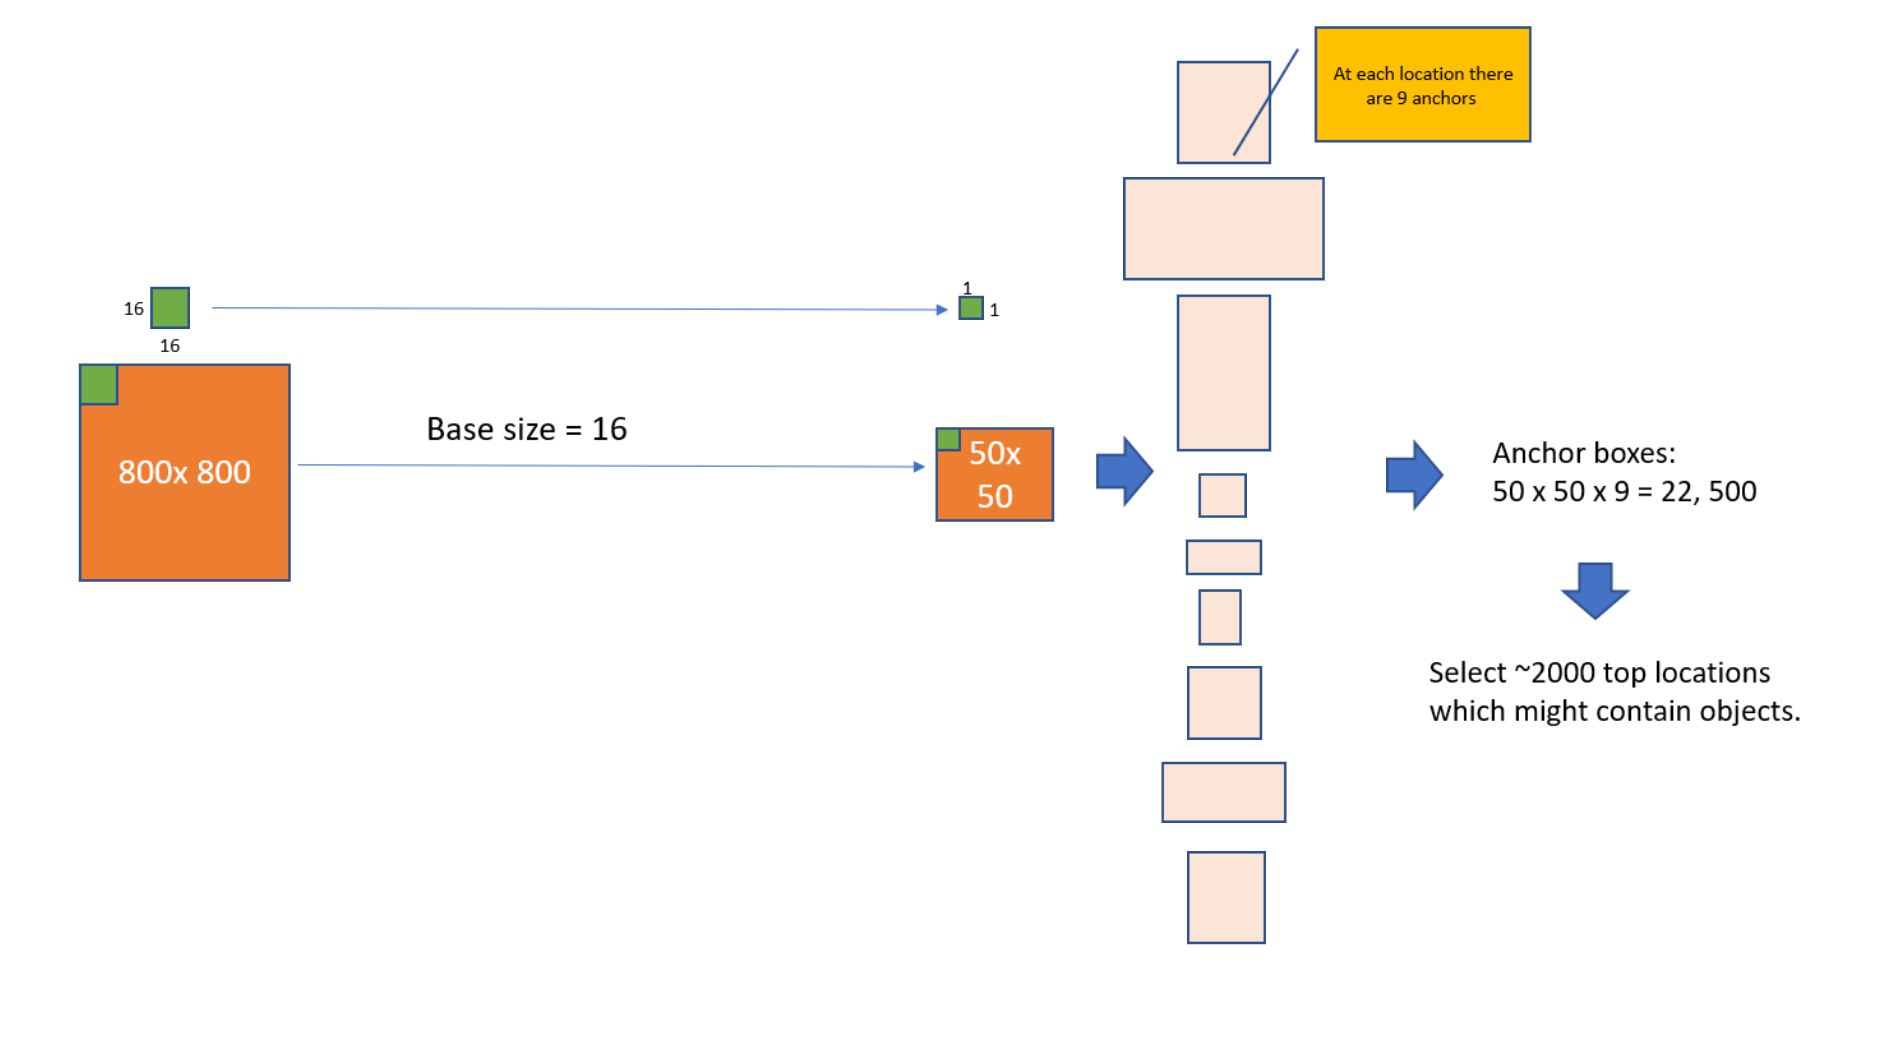 At each location there
are 9 anchors
1
16
1
16
Base size = 16
800x 800
50x
50
Anchor boxes:
50 x 50 x 9 = 22, 500
Select ~2000 top locations
which might contain objects.